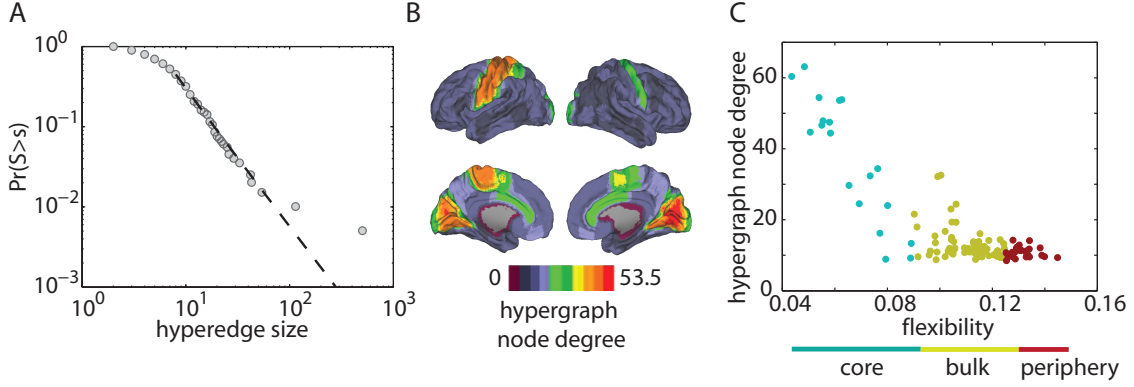 A
Pr(S>s)
10^0
10^-1
10^-2
10^-3
10^0
10^1
10^2
10^3
hyperedge size
B
0
53.5
hypergraph
node degree
C
hypergraph node degree
60
40
20
0
0.04
0.08
0.12
0.16
flexibility
core
bulk
periphery